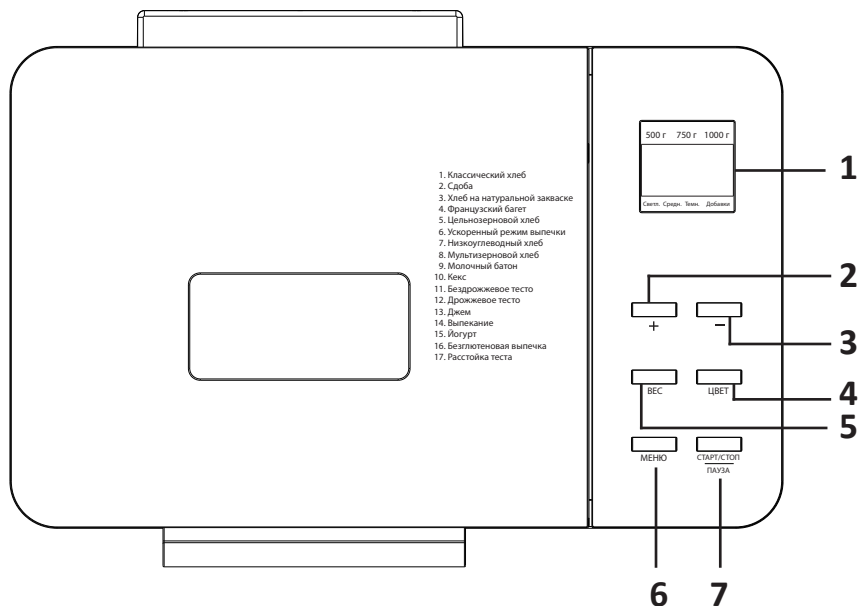 500 г 750 г 1000 г
Светл. Средн. Темн. Добавки
1
1. Классический хлеб
2. Сдоба
3. Хлеб на натуральной закваске
4. Французский багет
5. Цельнозерновой хлеб
6. Ускоренный режим выпечки
7. Низкоуглеводный хлеб
8. Мультизерновой хлеб
9. Молочный батон
10. Кекс
11. Бездрожжевое тесто
12. Дрожжевое тесто
13. Джем
14. Выпекание
15. Йогурт
16. Безглютеновая выпечка
17. Расстойка теста
2
+ −
3
ВЕС ЦВЕТ
4
5
МЕНЮ СТАРТ/СТОП
ПАУЗА
6 7